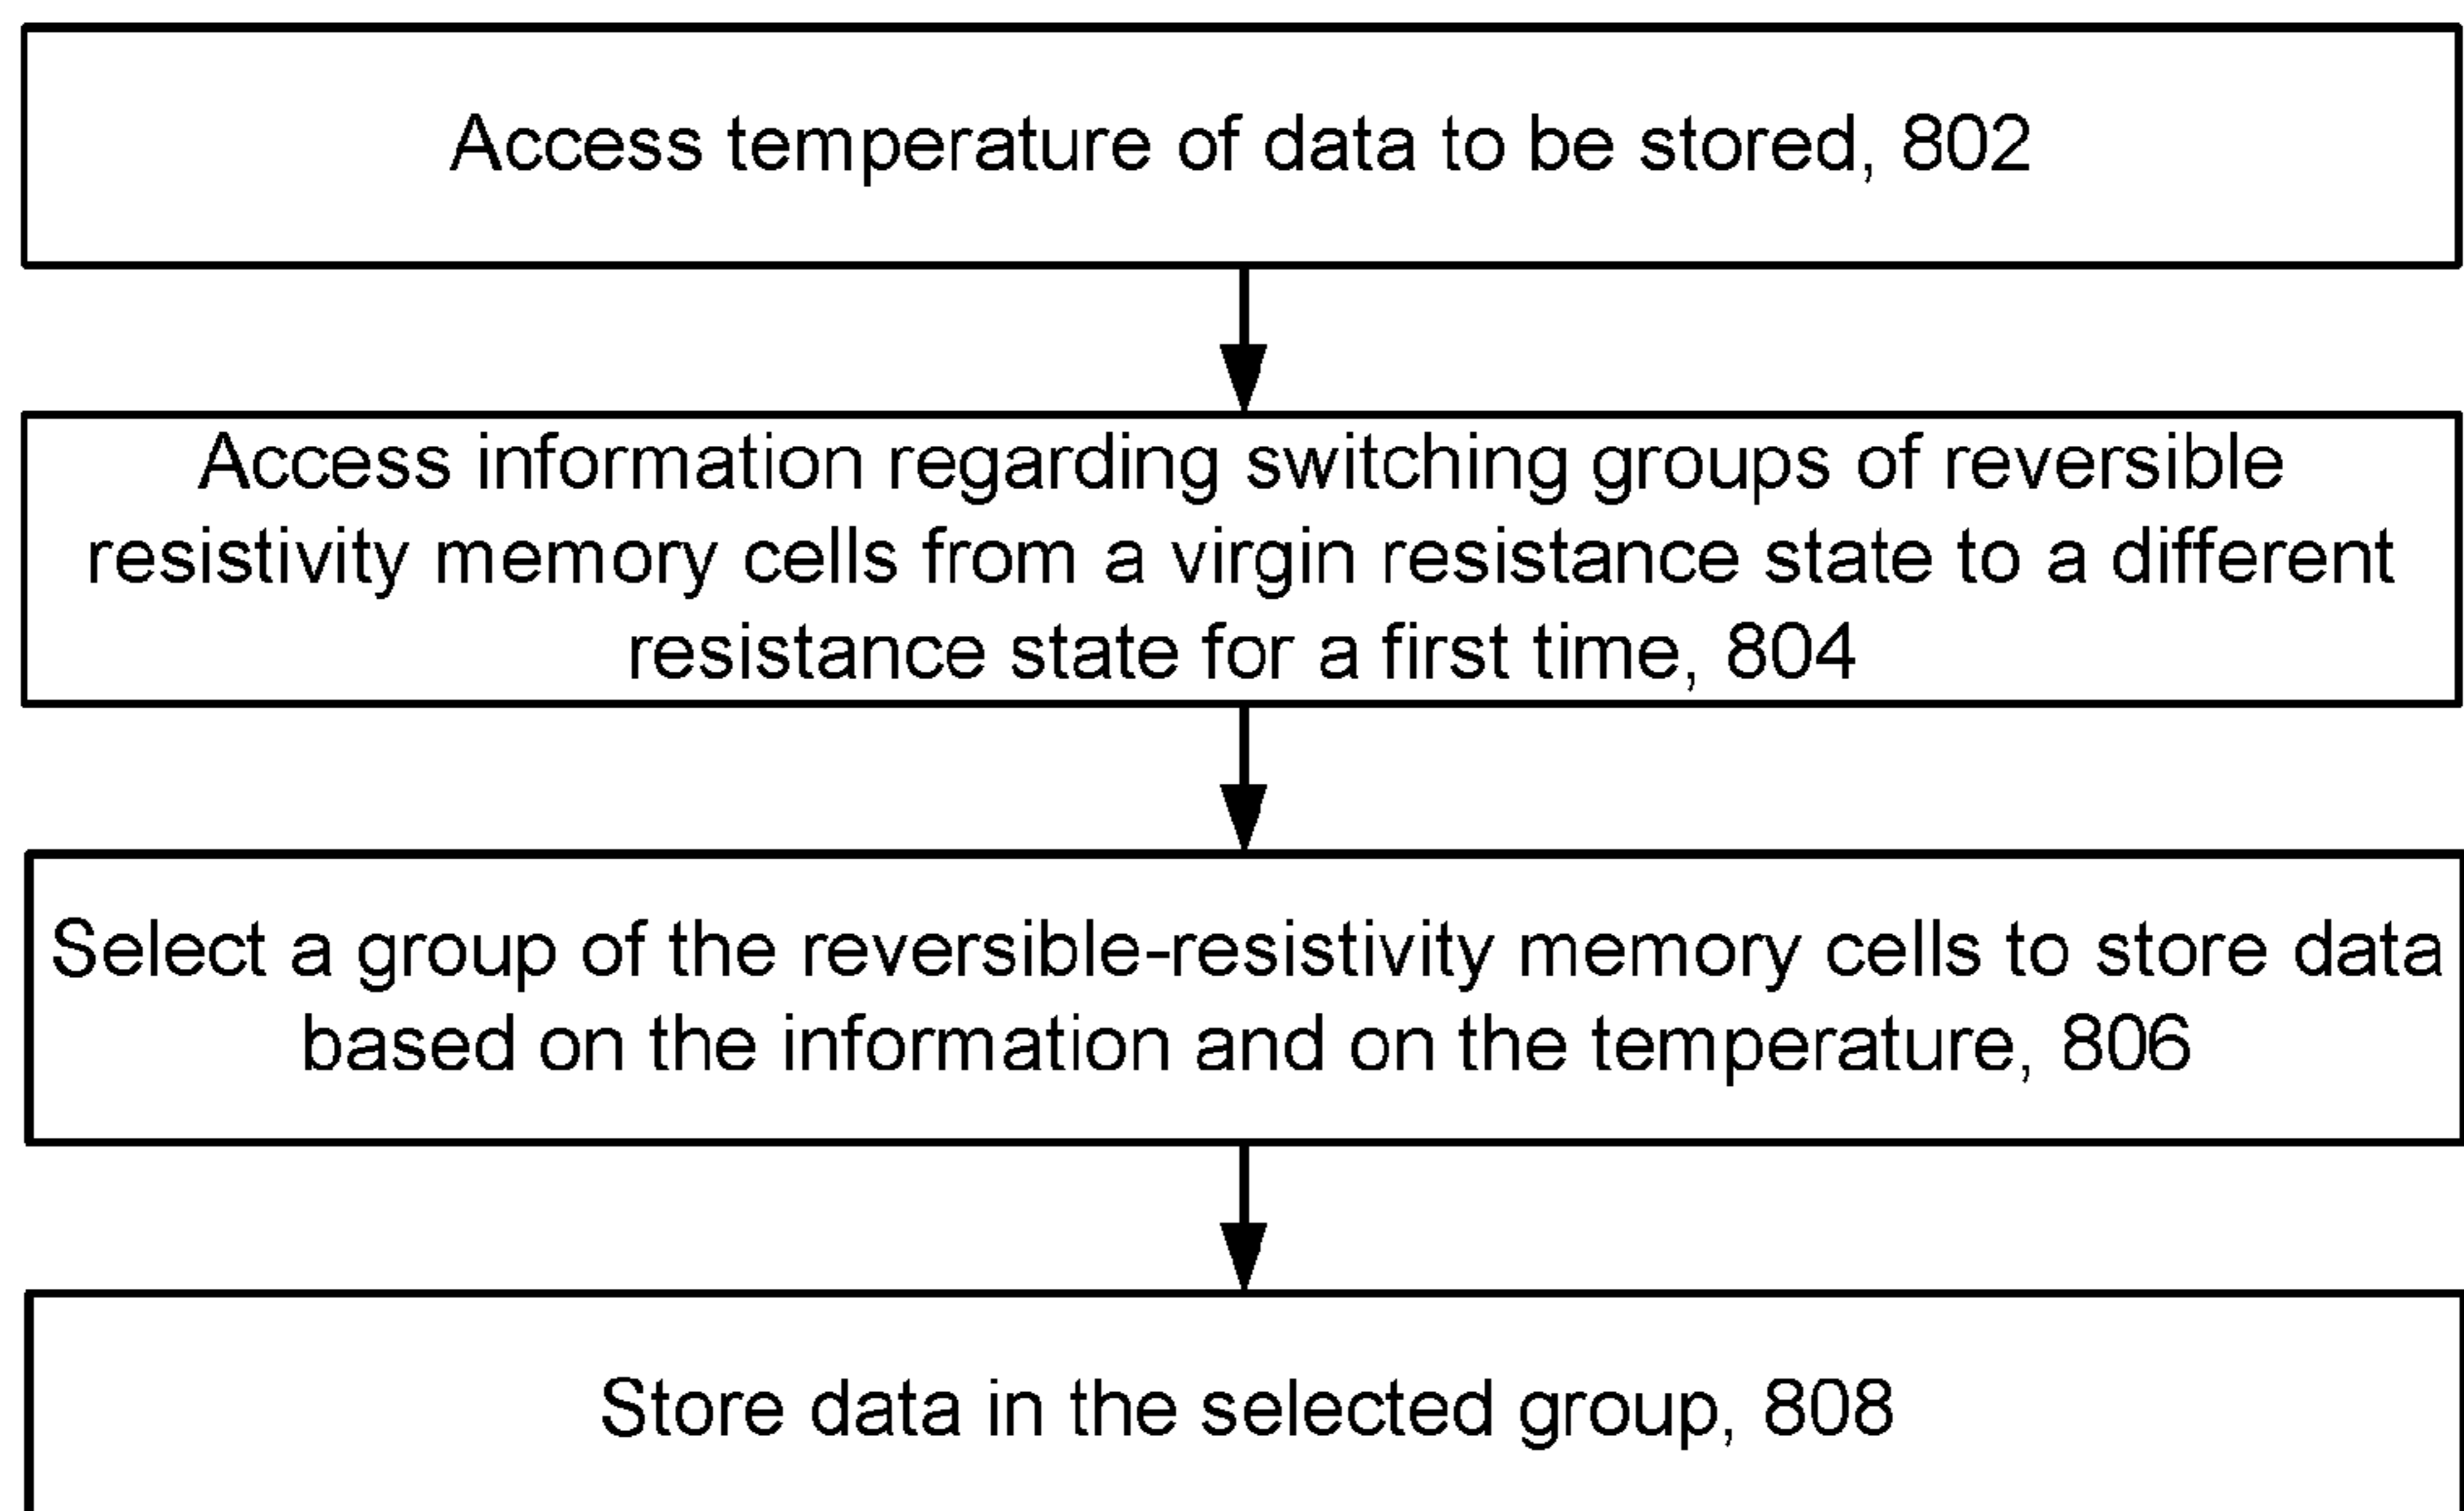 Access temperature of data to be stored, 802
Access information regarding switching groups of reversible
resistivity memory cells from a virgin resistance state to a different
resistance state for a first time, 804
Select a group of the reversible-resistivity memory cells to store data
based on the information and on the temperature, 806
Store data in the selected group, 808